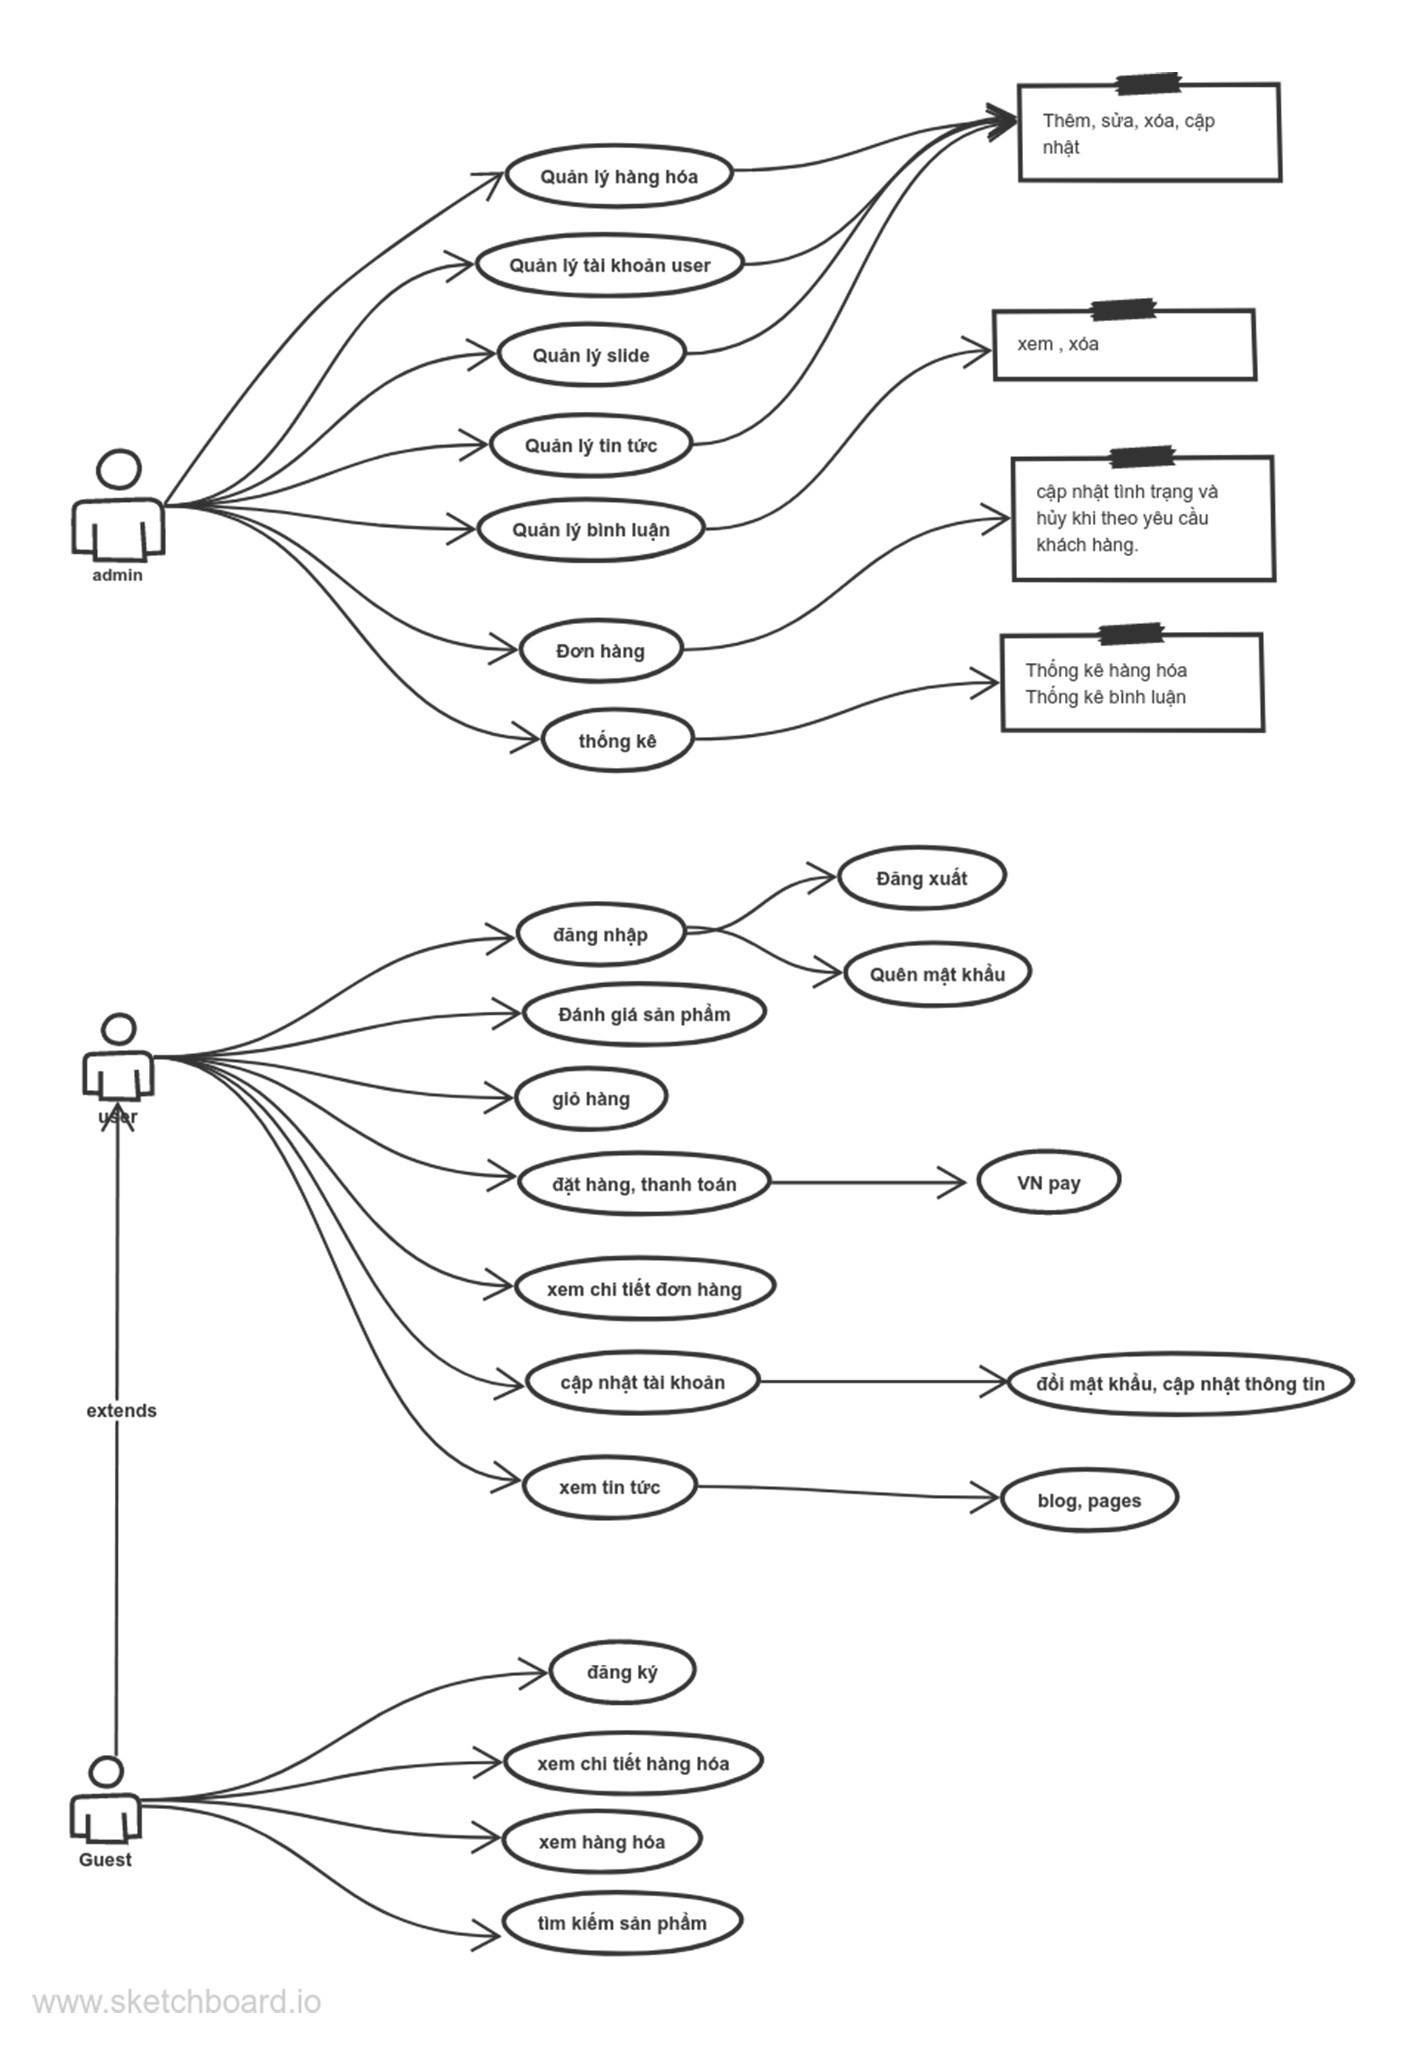 Thêm, sửa, xóa, cập
nhật
Quản lý hàng hóa
Quản lý tài khoản user
Quản lý slide
xem , xóa
Quản lý tin tức
cập nhật tình trạng và
hủy khi theo yêu cầu
khách hàng.
Quản lý bình luận
admin
Đơn hàng
Thống kê hàng hóa
Thống kê bình luận
thống kê
Đăng xuất
đăng nhập
Quên mật khẩu
Đánh giá sản phẩm
giỏ hàng
user
đặt hàng, thanh toán
VN pay
xem chi tiết đơn hàng
cập nhật tài khoản
đổi mật khẩu, cập nhật thông tin
extends
xem tin tức
blog, pages
đăng ký
xem chi tiết hàng hóa
xem hàng hóa
Guest
tìm kiếm sản phẩm
www.sketchboard.io